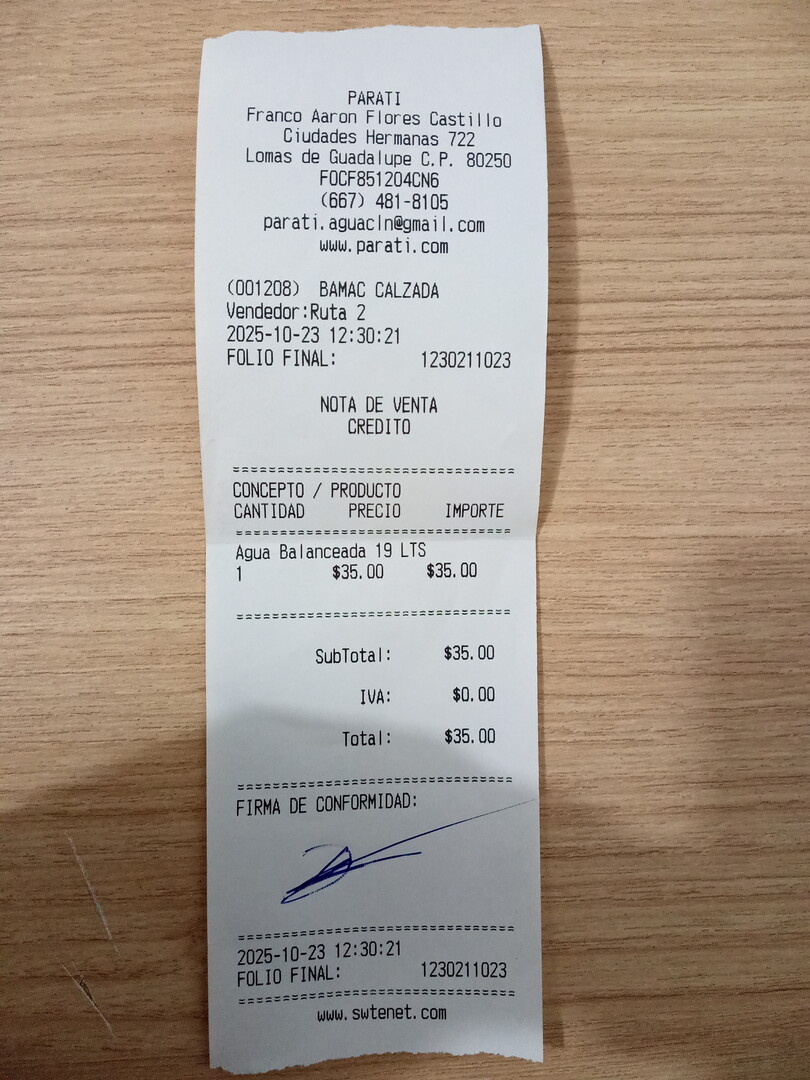 PARATI
Franco Aaron Flores Castillo
Ciudades Hermanas 722
Lomas de Guadalupe C.P. 80250
FOCF851204CN6
(667) 481-8105
parati.aguacln@gmail.com
www.parati.com
(001208) BAMAC CALZADA
Vendedor:Ruta 2
2025-10-23 12:30:21
FOLIO FINAL: 1230211023
NOTA DE VENTA
CREDITO
CONCEPTO / PRODUCTO
CANTIDAD PRECIO IMPORTE
Agua Balanceada 19 LTS
1 $35.00 $35.00
SubTotal: $35.00
IVA: $0.00
Total: $35.00
FIRMA DE CONFORMIDAD:
2025-10-23 12:30:21
FOLIO FINAL: 1230211023
www.swtenet.com